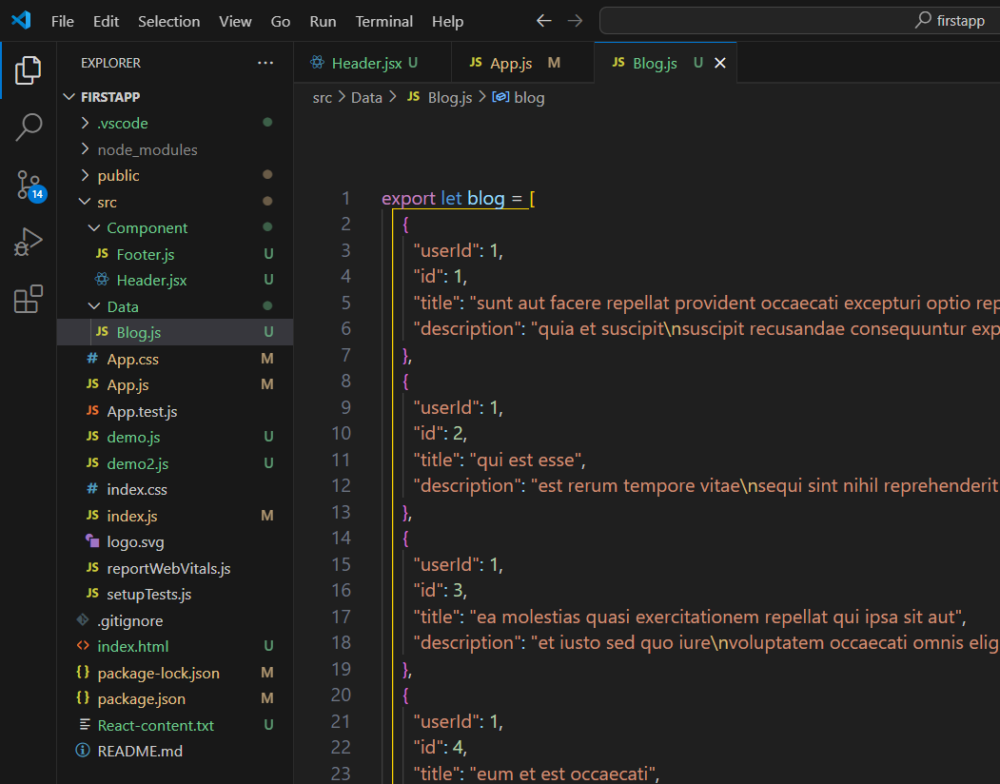 File Edit Selection View Go Run Terminal Help firstapp
EXPLORER ...
Header.jsx U JS App.js M JS Blog.js U
src > Data > JS Blog.js > blog
FIRSTAPP
.vscode
node_modules
public
src
Component
JS Footer.js U
Header.jsx U
Data
JS Blog.js U
# App.css M
JS App.js M
JS App.test.js
JS demo.js U
JS demo2.js U
# index.css
JS index.js M
logo.svg
JS reportWebVitals.js
JS setupTests.js
.gitignore
<> index.html U
{} package-lock.json M
{} package.json M
React-content.txt U
README.md
14
1 export let blog = [
2 {
3 "userId": 1,
4 "id": 1,
5 "title": "sunt aut facere repellat provident occaecati excepturi optio rep
6 "description": "quia et suscipit\nsuscipit recusandae consequuntur exp
7 },
8 {
9 "userId": 1,
10 "id": 2,
11 "title": "qui est esse",
12 "description": "est rerum tempore vitae\nsequi sint nihil reprehenderit
13 },
14 {
15 "userId": 1,
16 "id": 3,
17 "title": "ea molestias quasi exercitationem repellat qui ipsa sit aut",
18 "description": "et iusto sed quo iure\nvoluptatem occaecati omnis elig
19 },
20 {
21 "userId": 1,
22 "id": 4,
23 "title": "eum et est occaecati",